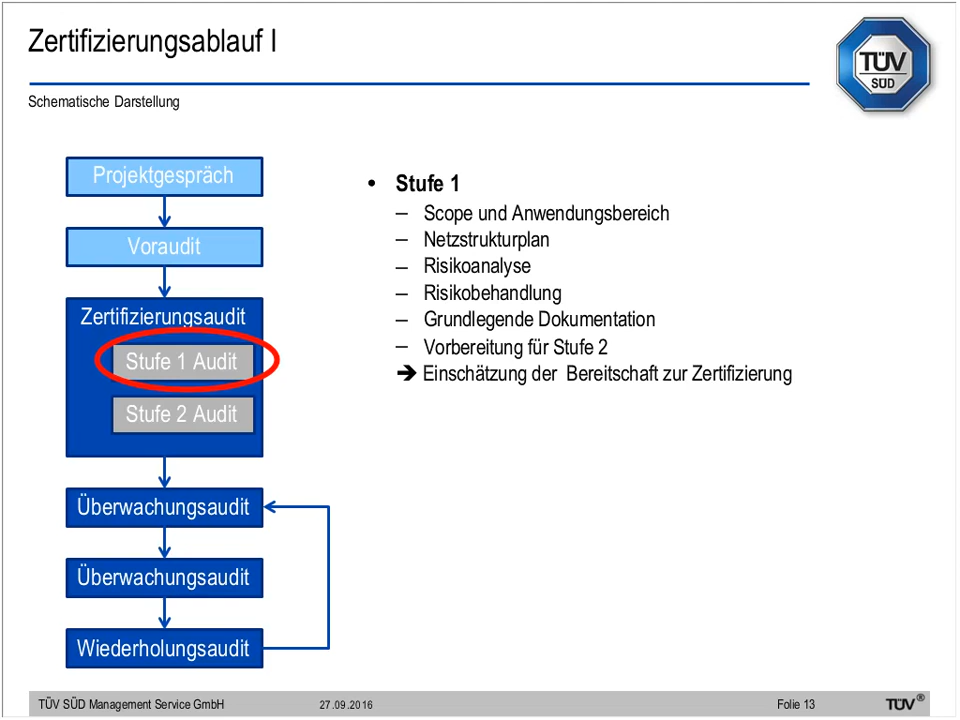 Zertifizierungsablauf I
TÜV
SÜD
Schematische Darstellung
Projektgespräch
Voraudit
Zertifizierungsaudit
Stufe 1 Audit
Stufe 2 Audit
Überwachungsaudit
Überwachungsaudit
Wiederholungsaudit
• Stufe 1
– Scope und Anwendungsbereich
– Netzstrukturplan
– Risikoanalyse
– Risikobehandlung
– Grundlegende Dokumentation
– Vorbereitung für Stufe 2
➔ Einschätzung der Bereitschaft zur Zertifizierung
TÜV SÜD Management Service GmbH 27.09.2016 Folie 13 TÜV®